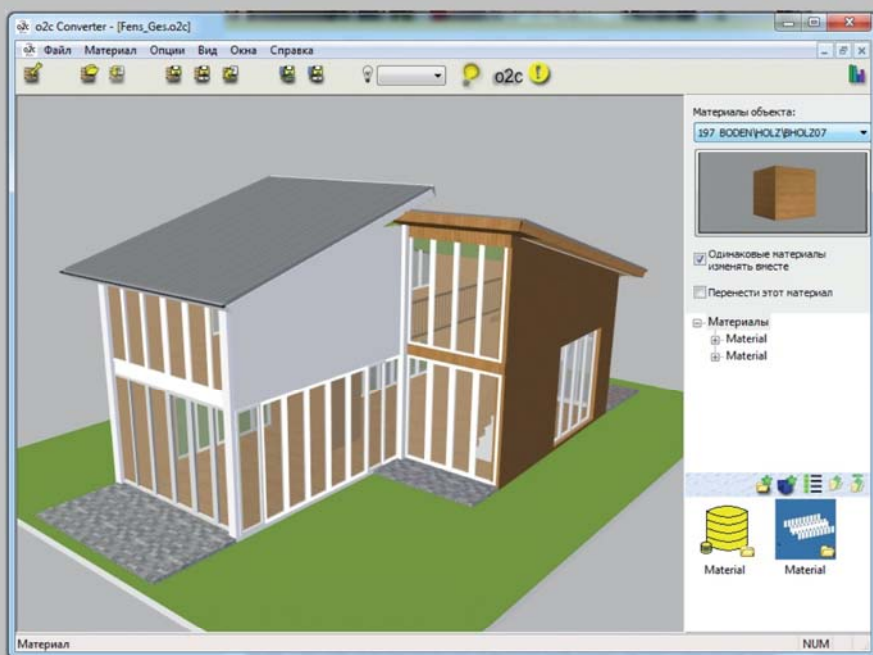 o2c Converter - [Fens_Ges.o2c]
Файл Материал Опции Вид Окна Справка
o2c
Материалы объекта:
197 BODEN\HOLZ\BHOLZ07
Одинаковые материалы
изменять вместе
Перенести этот материал
Материалы
Material
Material
Material Material
Материал NUM